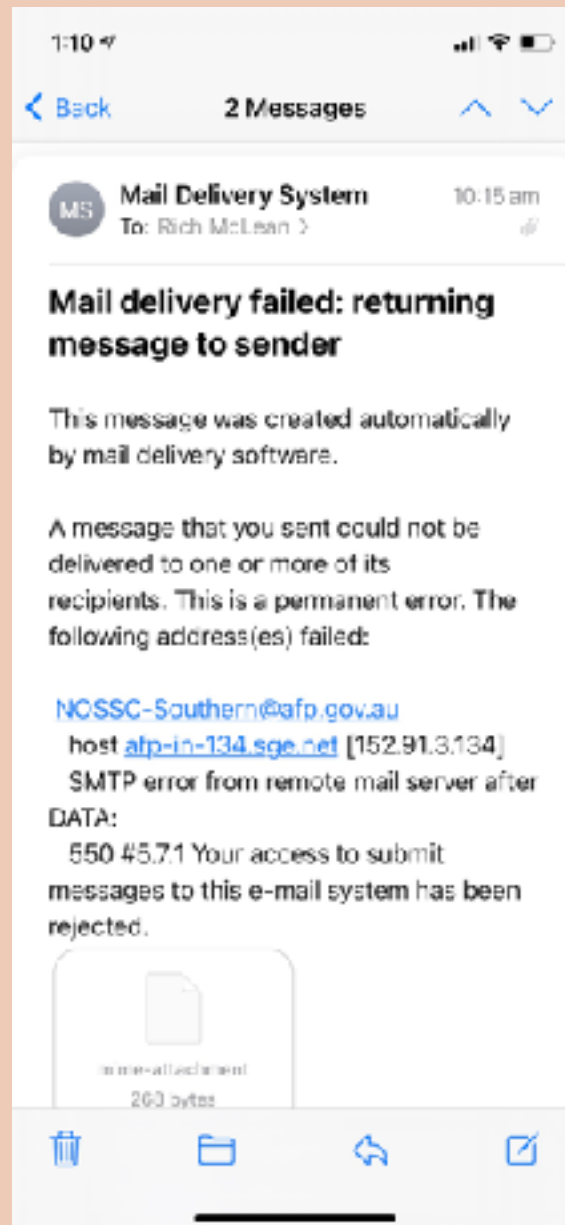 1:10
Back
2 Messages
MS
Mail Delivery System
10:15 am
To: Rich McLean >
Mail delivery failed: returning
message to sender
This message was created automatically
by mail delivery software.
A message that you sent could not be
delivered to one or more of its
recipients. This is a permanent error. The
following address(es) failed:
NOSSC-Southern@afp.gov.au
host afp-in-134.sge.net [152.91.3.134]
SMTP error from remote mail server after
DATA:
550 #5.7.1 Your access to submit
messages to this e-mail system has been
rejected.
mime-attachment
260 bytes